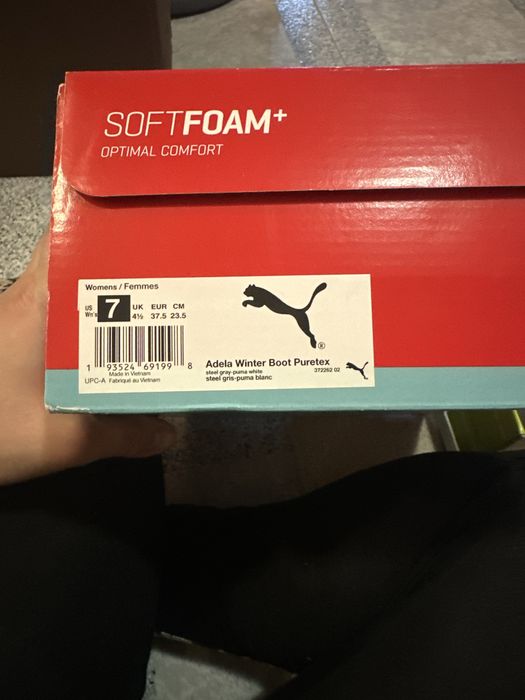 SOFTFOAM+
OPTIMAL COMFORT
Womens / Femmes
US Wn's 7 UK 4½ EUR 37.5 CM 23.5
1 93524 69199 8
Made in Vietnam
UPC-A Fabriqué au Vietnam
®
Adela Winter Boot Puretex
steel gray-puma white 372262 02
steel gris-puma blanc